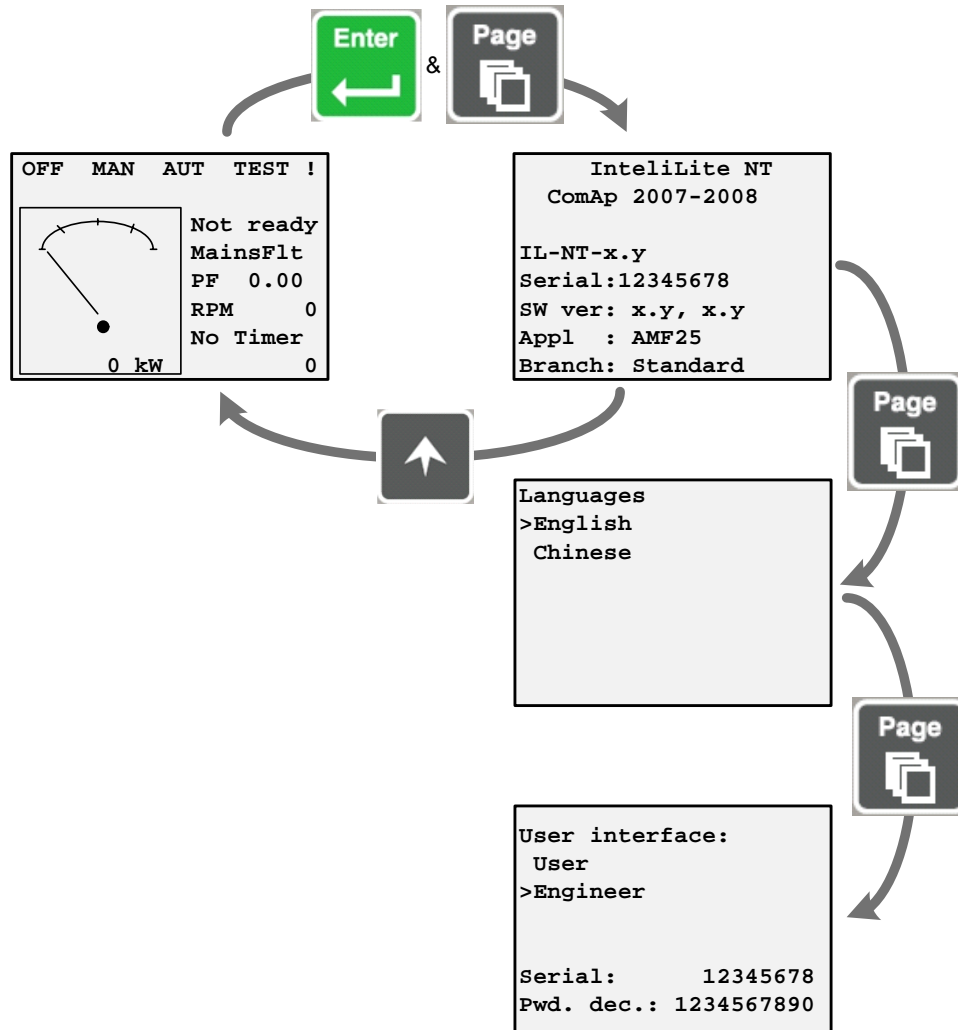 Enter
&
Page
OFF MAN AUT TEST !
Not ready
MainsFlt
PF 0.00
RPM 0
No Timer
0 kW 0
InteliLite NT
ComAp 2007-2008
IL-NT-x.y
Serial:12345678
SW ver: x.y, x.y
Appl : AMF25
Branch: Standard
Page
Languages
>English
Chinese
Page
User interface:
User
>Engineer
Serial: 12345678
Pwd. dec.: 1234567890